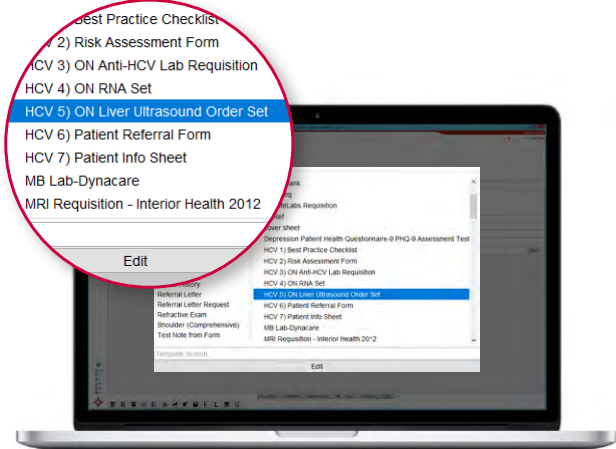 Best Practice Checklist
2) Risk Assessment Form
HCV 3) ON Anti-HCV Lab Requisition
HCV 4) ON RNA Set
HCV 5) ON Liver Ultrasound Order Set
HCV 6) Patient Referral Form
HCV 7) Patient Info Sheet
MB Lab-Dynacare
MRI Requisition - Interior Health 2012
Edit
Requisition
sheet
Depression Patient Health Questionnaire-9 PHQ-9 Assessment Test
HCV 1) Best Practice Checklist
HCV 2) Risk Assessment Form
HCV 3) ON Anti-HCV Lab Requisition
HCV 4) ON RNA Set
HCV 5) ON Liver Ultrasound Order Set
HCV 6) Patient Referral Form
HCV 7) Patient Info Sheet
MB Lab-Dynacare
MRI Requisition - Interior Health 2012
History
Referral Letter
Referral Letter Request
Refractive Exam
Shoulder (Comprehensive)
Test Note from Form
Template Search
Edit